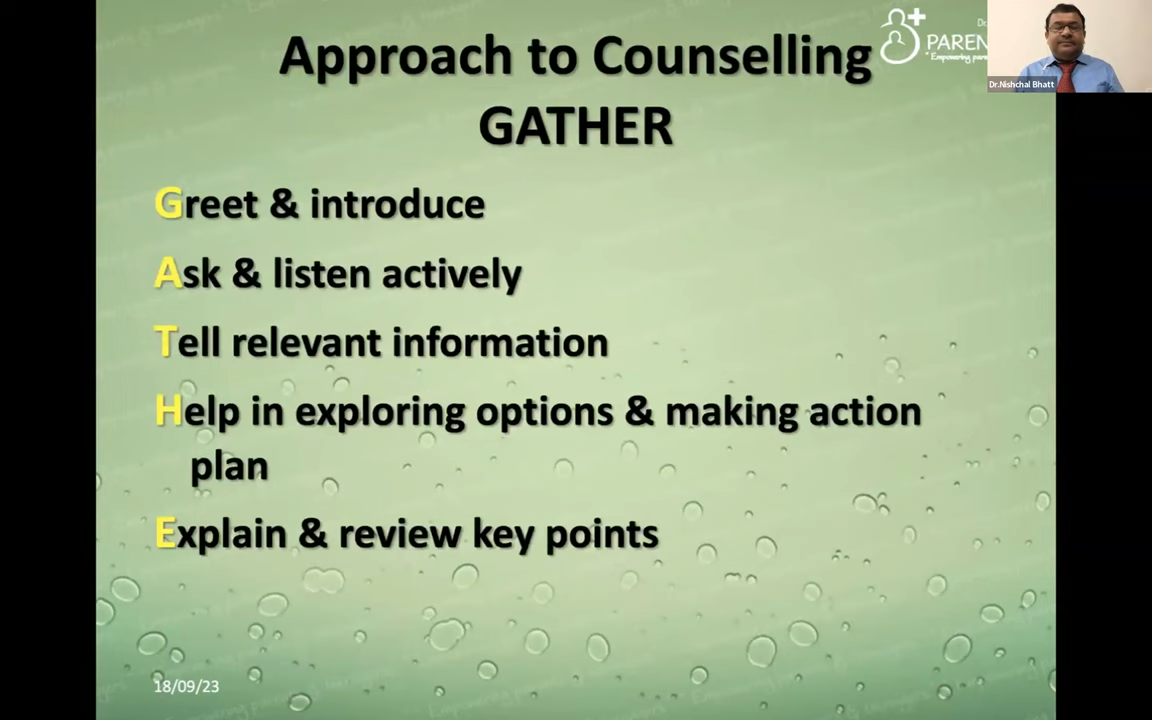 Approach to Counselling
GATHER
Greet & introduce
Ask & listen actively
Tell relevant information
Help in exploring options & making action
plan
Explain & review key points
18/09/23
Dr.Nishchal Bhatt